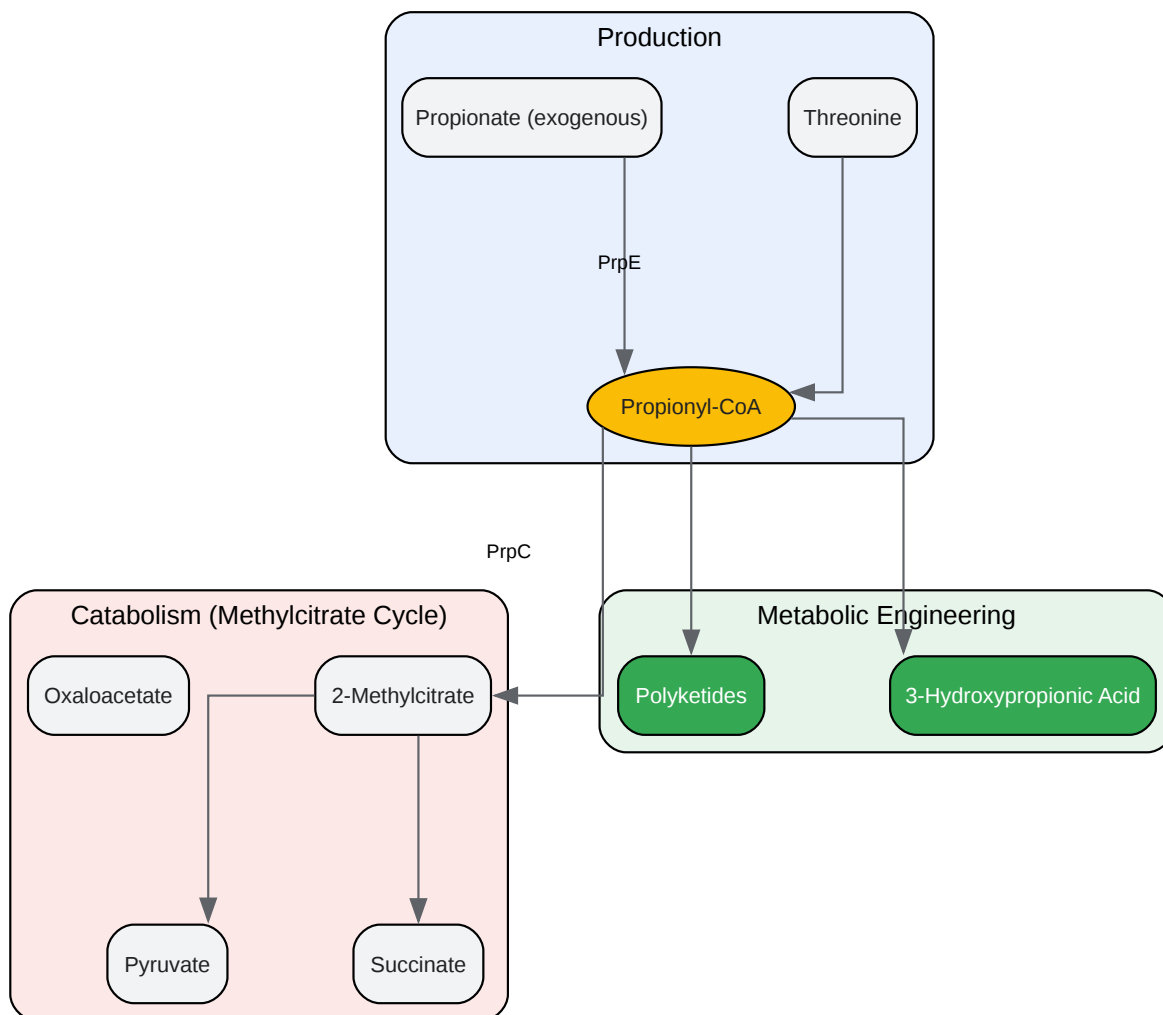 Production
Propionate (exogenous)
Threonine
PrpE
Propionyl-CoA
PrpC
Catabolism (Methylcitrate Cycle)
Metabolic Engineering
Oxaloacetate
2-Methylcitrate
Polyketides
3-Hydroxypropionic Acid
Pyruvate
Succinate